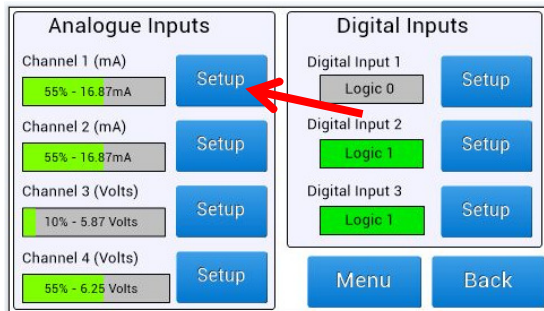 Analogue Inputs
Channel 1 (mA)
55% - 16.87mA
Setup
Channel 2 (mA)
55% - 16.87mA
Setup
Channel 3 (Volts)
10% - 5.87 Volts
Setup
Channel 4 (Volts)
55% - 6.25 Volts
Setup
Digital Inputs
Digital Input 1
Logic 0
Setup
Digital Input 2
Logic 1
Setup
Digital Input 3
Logic 1
Setup
Menu
Back